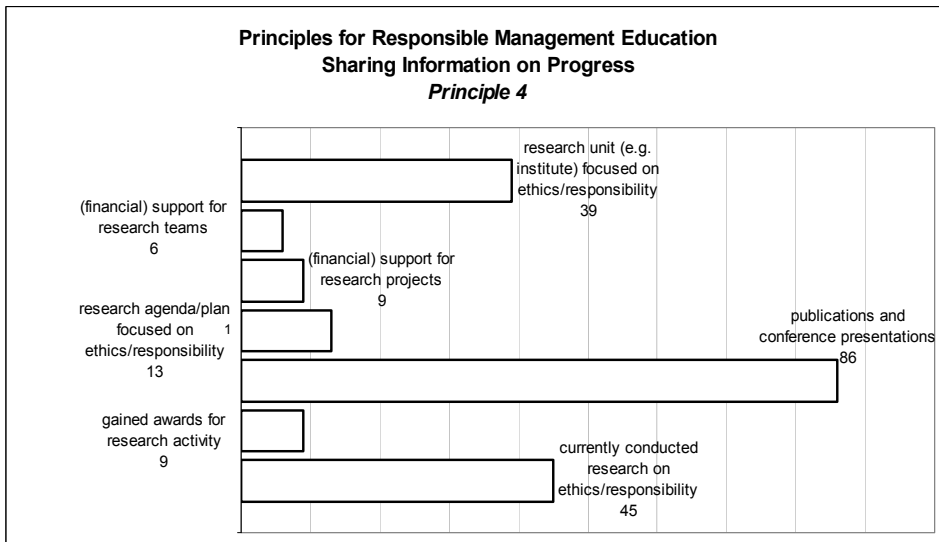 Principles for Responsible Management Education
Sharing Information on Progress
Principle 4
research unit (e.g.
institute) focused on
ethics/responsibility
39
(financial) support for
research teams
6
(financial) support for
research projects
9
research agenda/plan
focused on
1
ethics/responsibility
13
publications and
conference presentations
86
gained awards for
research activity
9
currently conducted
research on
ethics/responsibility
45